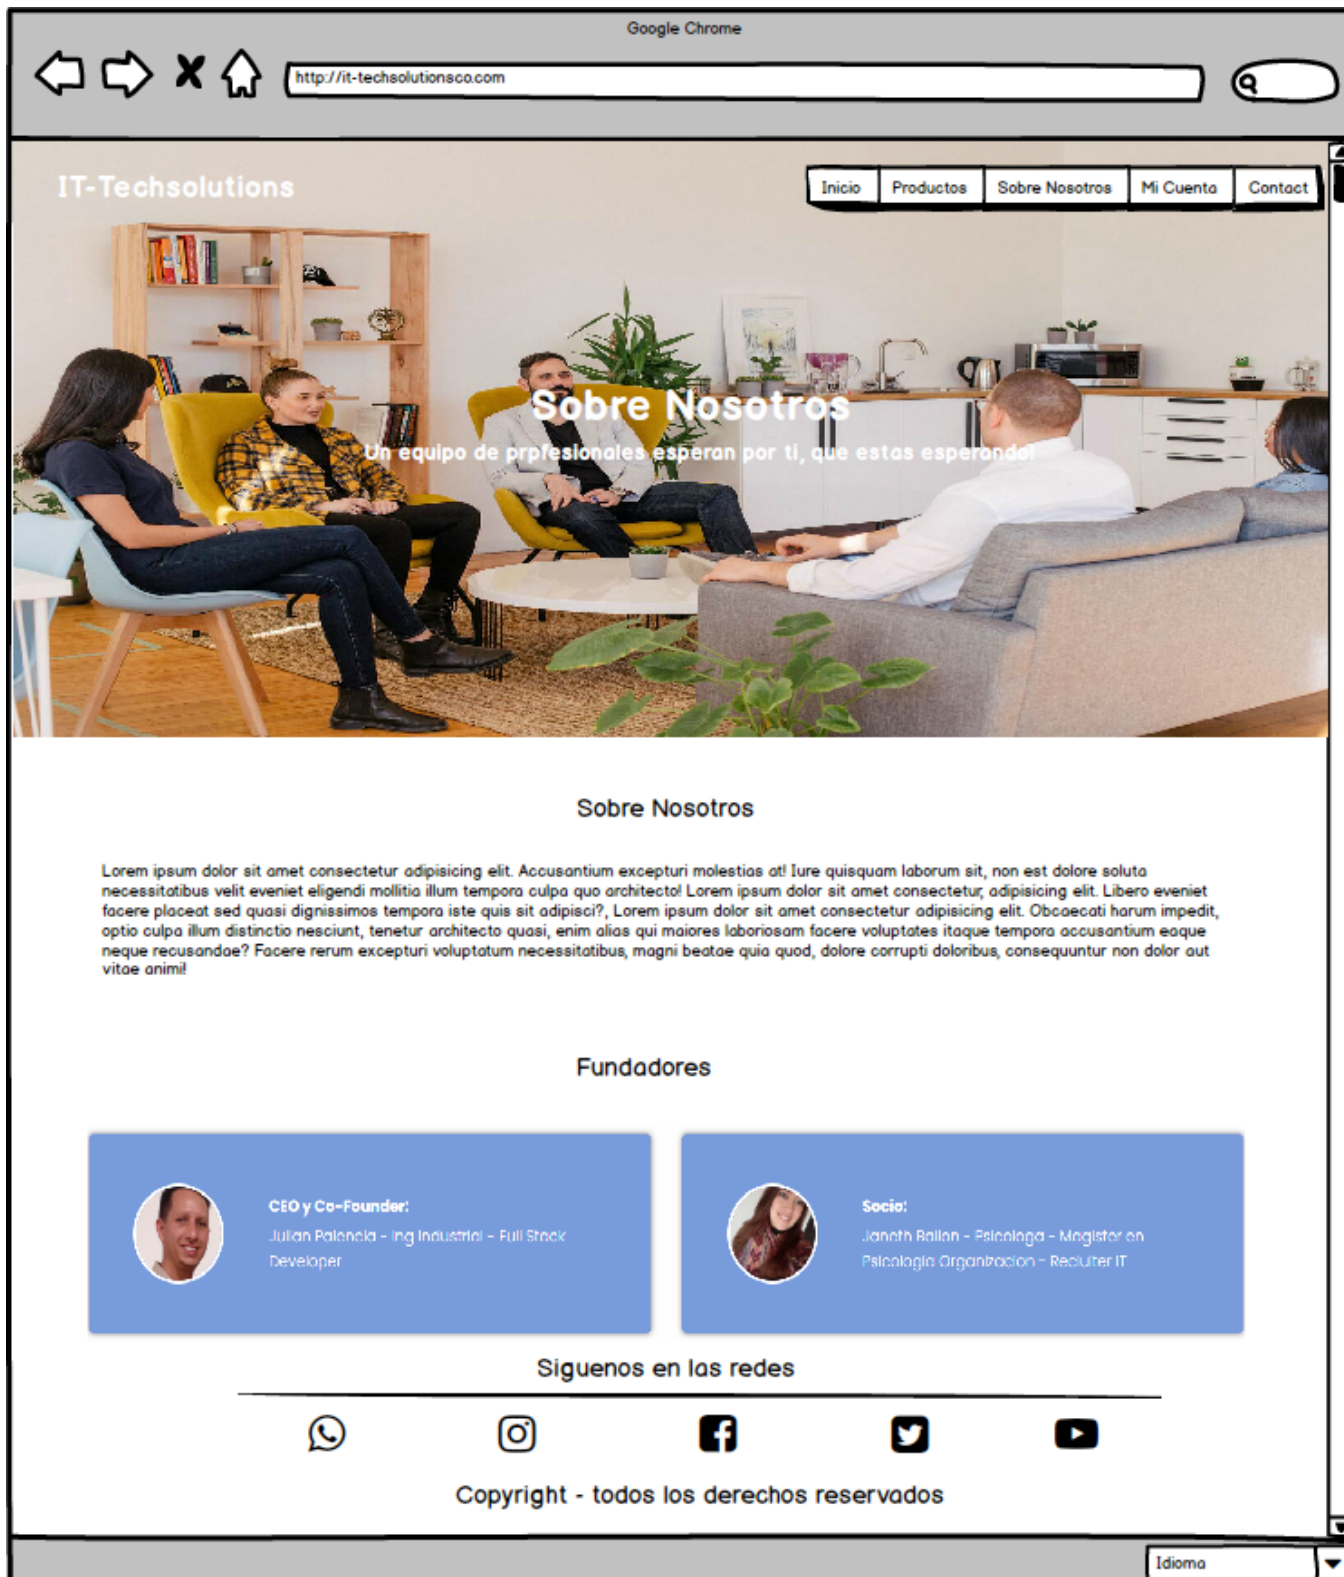 Google Chrome
http://it-techsolutionsco.com
IT-Techsolutions
Inicio Productos Sobre Nosotros Mi Cuenta Contact
Sobre Nosotros
Un equipo de prpfesionales esperan por ti, que estas esperando!
Sobre Nosotros
Lorem ipsum dolor sit amet consectetur adipisicing elit. Accusantium excepturi molestias at! Iure quisquam laborum sit, non est dolore soluta
necessitatibus velit eveniet eligendi mollitia illum tempora culpa quo architecto! Lorem ipsum dolor sit amet consectetur, adipisicing elit. Libero eveniet
facere placeat sed quasi dignissimos tempora iste quis sit adipisci?, Lorem ipsum dolor sit amet consectetur adipisicing elit. Obcaecati harum impedit,
optio culpa illum distinctio nesciunt, tenetur architecto quasi, enim alias qui maiores laboriosam facere voluptates itaque tempora accusantium eaque
neque recusandae? Facere rerum excepturi voluptatum necessitatibus, magni beatae quia quod, dolore corrupti doloribus, consequuntur non dolor aut
vitae animi!
Fundadores
CEO y Co-Founder:
Julian Palencia - Ing Industrial - Full Stack
Developer
Socio:
Janeth Bailon - Psicologa - Magister en
Psicologia Organizacion - Recluiter IT
Siguenos en las redes
Copyright - todos los derechos reservados
Idioma